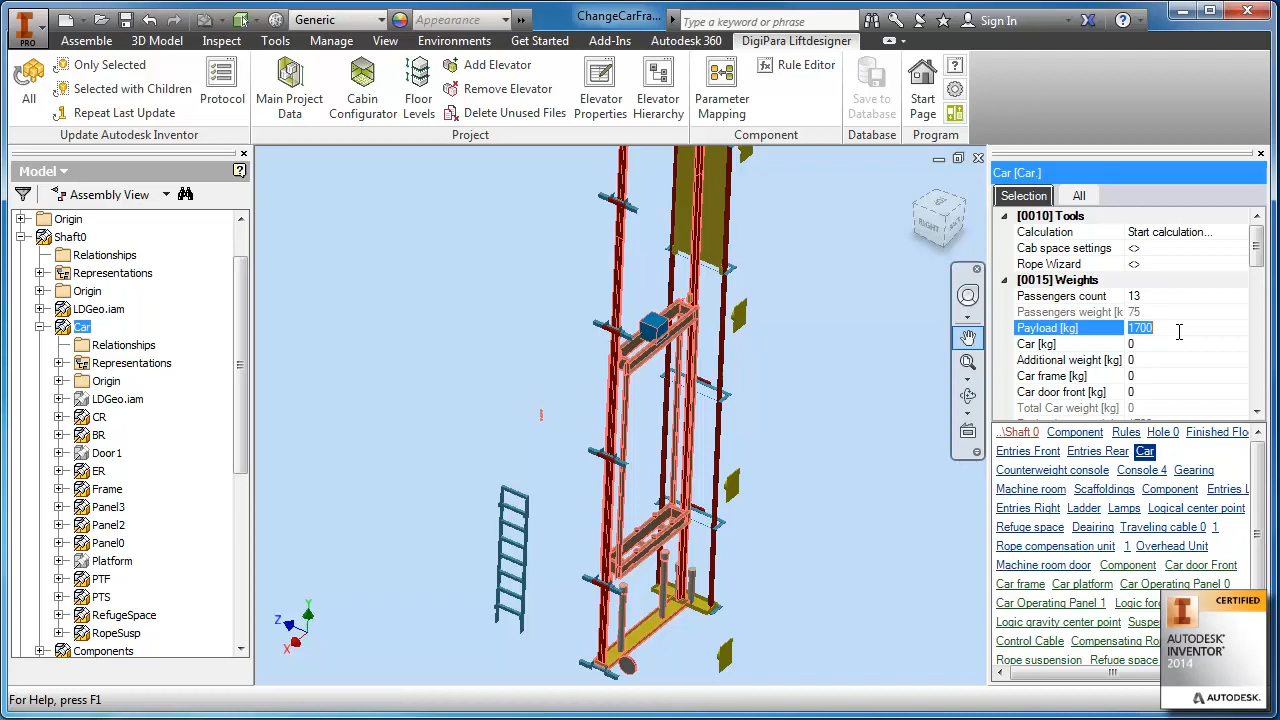 PRO
Generic
Appearance
ChangeCarFra...
Type a keyword or phrase
Sign In
Assemble
3D Model
Inspect
Tools
Manage
View
Environments
Get Started
Add-Ins
Autodesk 360
DigiPara Liftdesigner
All
Only Selected
Selected with Children
Repeat Last Update
Protocol
Update Autodesk Inventor
Main Project Data
Cabin Configurator
Floor Levels
Add Elevator
Remove Elevator
Delete Unused Files
Elevator Properties
Elevator Hierarchy
Project
Parameter Mapping
Rule Editor
Component
Save to Database
Database
Start Page
Program
Model
Assembly View
Origin
Shaft0
Relationships
Representations
Origin
LDGeo.iam
Car
Relationships
Representations
Origin
LDGeo.iam
CR
BR
Door1
ER
Frame
Panel3
Panel2
Panel0
Platform
PTF
PTS
RefugeSpace
RopeSusp
Components
RIGHT
Z
Y
X
Car [Car.]
Selection
All
[0010] Tools
Calculation Start calculation...
Cab space settings <>
Rope Wizard <>
[0015] Weights
Passengers count 13
Passengers weight [k 75
Payload [kg] 1700
Car [kg] 0
Additional weight [kg] 0
Car frame [kg] 0
Car door front [kg] 0
Total Car weight [kg] 0
..\Shaft 0 Component Rules Hole 0 Finished Flo
Entries Front Entries Rear Car
Counterweight console Console 4 Gearing
Machine room Scaffoldings Component Entries L
Entries Right Ladder Lamps Logical center point
Refuge space Deairing Traveling cable 0 1
Rope compensation unit 1 Overhead Unit
Machine room door Component Car door Front
Car frame Car platform Car Operating Panel 0
Car Operating Panel 1 Logic for
Logic gravity center point Suspe
Control Cable Compensating Ro
Rope suspension Refuge space
CERTIFIED
AUTODESK
INVENTOR
2014
AUTODESK.
For Help, press F1